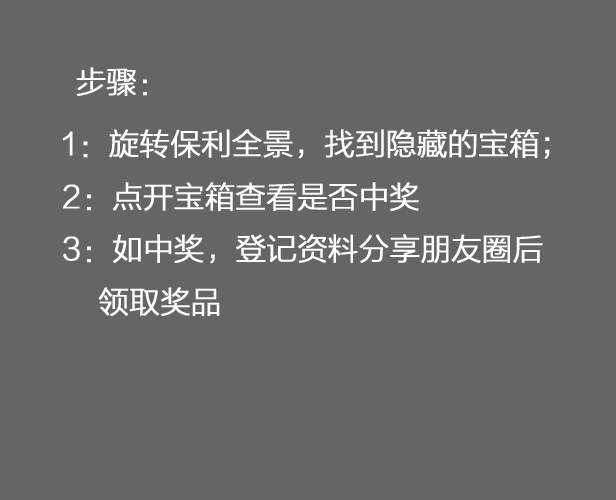 步骤：
1：旋转保利全景，找到隐藏的宝箱；
2：点开宝箱查看是否中奖
3：如中奖，登记资料分享朋友圈后
领取奖品